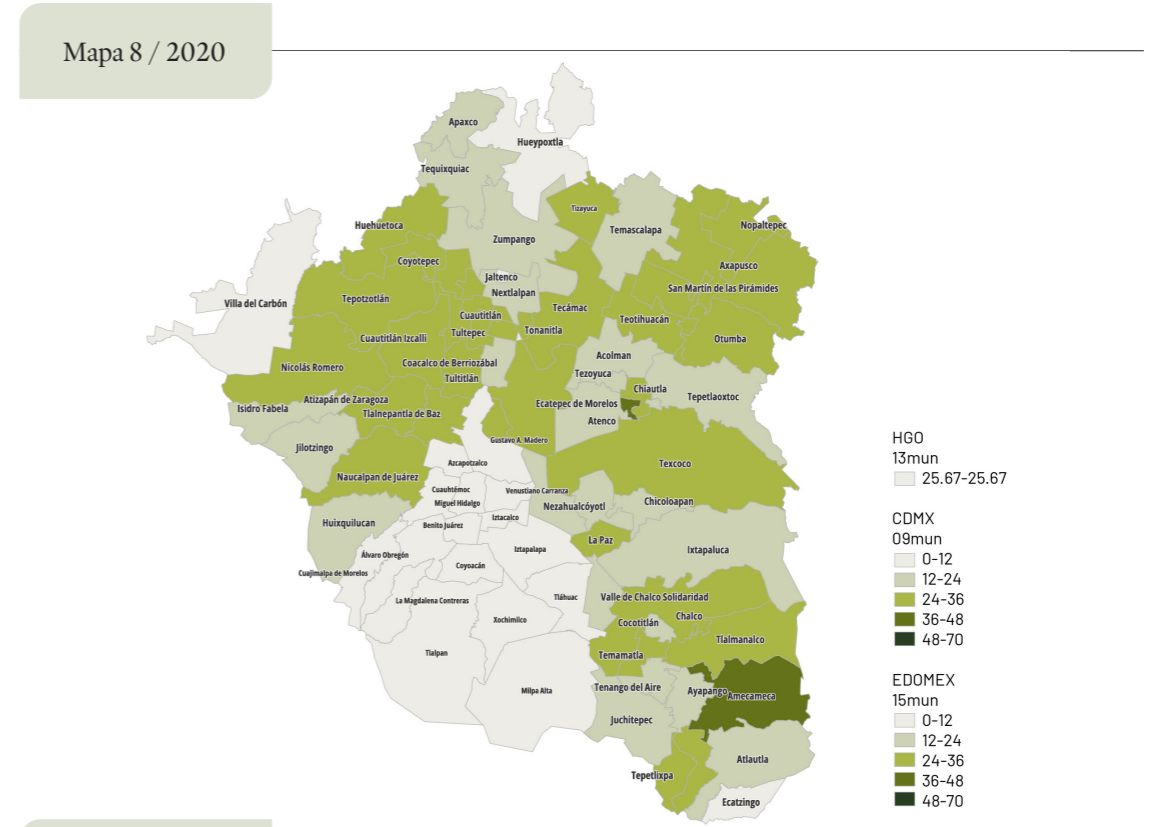 Mapa 8 / 2020
Apaxco
Hueypoxtla
Tequixquiac
Tizayuca
Huehuetoca
Zumpango
Temascalapa
Nopaltepec
Coyotepec
Axapusco
Jaltenco
San Martín de las Pirámides
Nextlalpan
Villa del Carbón
Tepotzotlán
Tecámac
Cuautitlán
Teotihuacán
Tultepec
Tonanitla
Cuautitlán Izcalli
Otumba
Acolman
Coacalco de Berriozábal
Nicolás Romero
Tezoyuca
Tultitlán
Chiautla
Tepetlaoxtoc
Atizapán de Zaragoza
Ecatepec de Morelos
Isidro Fabela
Tlalnepantla de Baz
Atenco
Gustavo A. Madero
Jilotzingo
Azcapotzalco
Texcoco
Naucalpan de Juárez
Cuauhtémoc
Venustiano Carranza
Miguel Hidalgo
Chicoloapan
Nezahualcóyotl
Iztacalco
Huixquilucan
Benito Juárez
La Paz
Iztapalapa
Ixtapaluca
Álvaro Obregón
Coyoacán
Cuajimalpa de Morelos
Tláhuac
Valle de Chalco Solidaridad
La Magdalena Contreras
Chalco
Xochimilco
Cocotitlán
Tlalmanalco
Tlalpan
Temamatla
Tenango del Aire
Milpa Alta
Ayapango
Amecameca
Juchitepec
Atlautla
Tepetlixpa
Ecatzingo
HGO
13mun
25.67-25.67
CDMX
09mun
0-12
12-24
24-36
36-48
48-70
EDOMEX
15mun
0-12
12-24
24-36
36-48
48-70